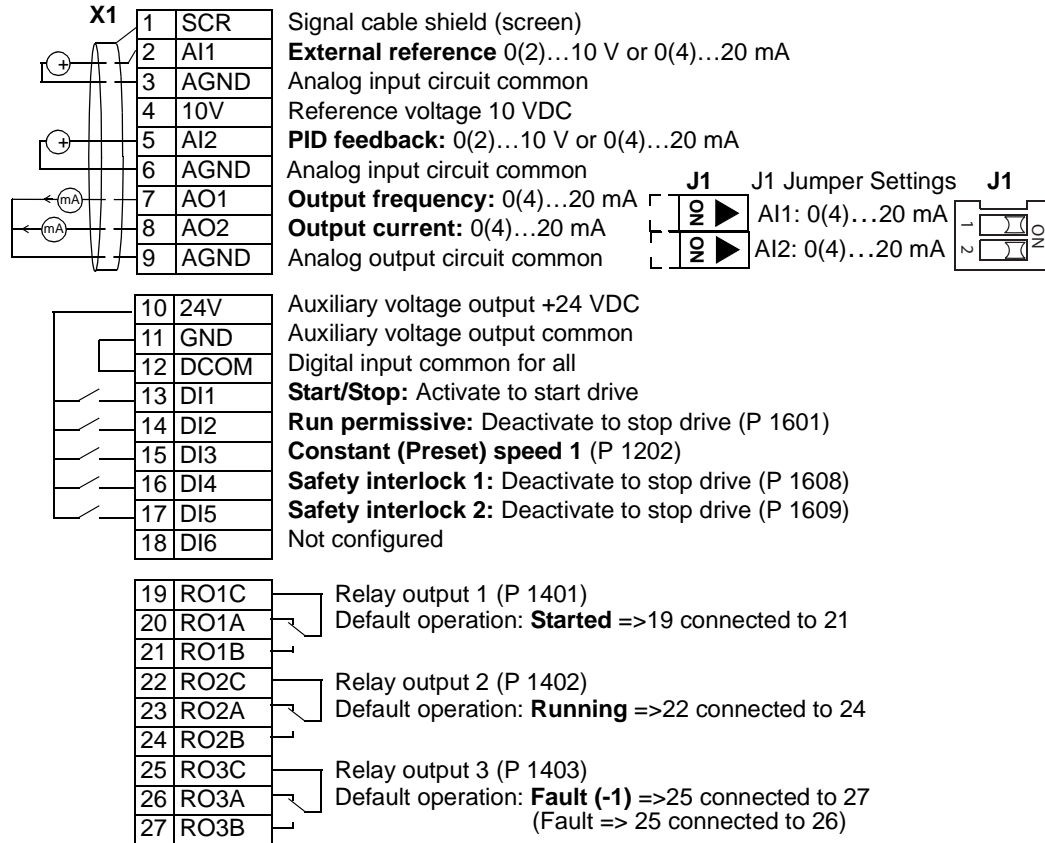 X1
1 SCR Signal cable shield (screen)
2 AI1 External reference 0(2)…10 V or 0(4)…20 mA
3 AGND Analog input circuit common
4 10V Reference voltage 10 VDC
5 AI2 PID feedback: 0(2)…10 V or 0(4)…20 mA
6 AGND Analog input circuit common
7 AO1 Output frequency: 0(4)…20 mA
8 AO2 Output current: 0(4)…20 mA
9 AGND Analog output circuit common
+
+
mA
mA
J1 J1 Jumper Settings J1
ON AI1: 0(4)…20 mA
ON AI2: 0(4)…20 mA
1
2
ON
10 24V Auxiliary voltage output +24 VDC
11 GND Auxiliary voltage output common
12 DCOM Digital input common for all
13 DI1 Start/Stop: Activate to start drive
14 DI2 Run permissive: Deactivate to stop drive (P 1601)
15 DI3 Constant (Preset) speed 1 (P 1202)
16 DI4 Safety interlock 1: Deactivate to stop drive (P 1608)
17 DI5 Safety interlock 2: Deactivate to stop drive (P 1609)
18 DI6 Not configured
19 RO1C Relay output 1 (P 1401)
20 RO1A Default operation: Started =>19 connected to 21
21 RO1B
22 RO2C Relay output 2 (P 1402)
23 RO2A Default operation: Running =>22 connected to 24
24 RO2B
25 RO3C Relay output 3 (P 1403)
26 RO3A Default operation: Fault (-1) =>25 connected to 27
27 RO3B (Fault => 25 connected to 26)